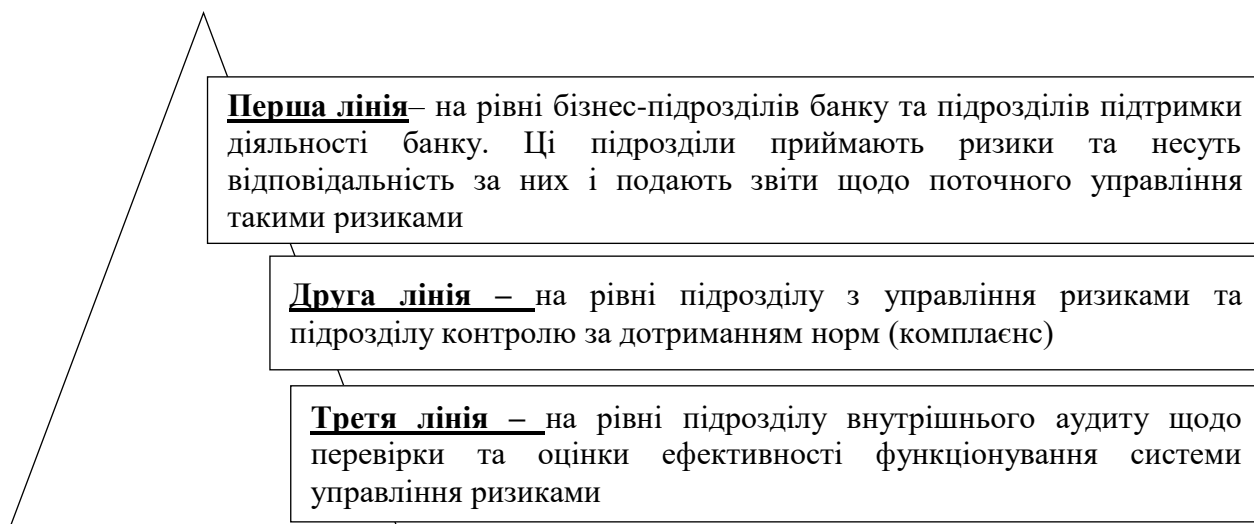 Перша лінія– на рівні бізнес-підрозділів банку та підрозділів підтримки
діяльності банку. Ці підрозділи приймають ризики та несуть
відповідальність за них і подають звіти щодо поточного управління
такими ризиками
Друга лінія – на рівні підрозділу з управління ризиками та
підрозділу контролю за дотриманням норм (комплаєнс)
Третя лінія – на рівні підрозділу внутрішнього аудиту щодо
перевірки та оцінки ефективності функціонування системи
управління ризиками